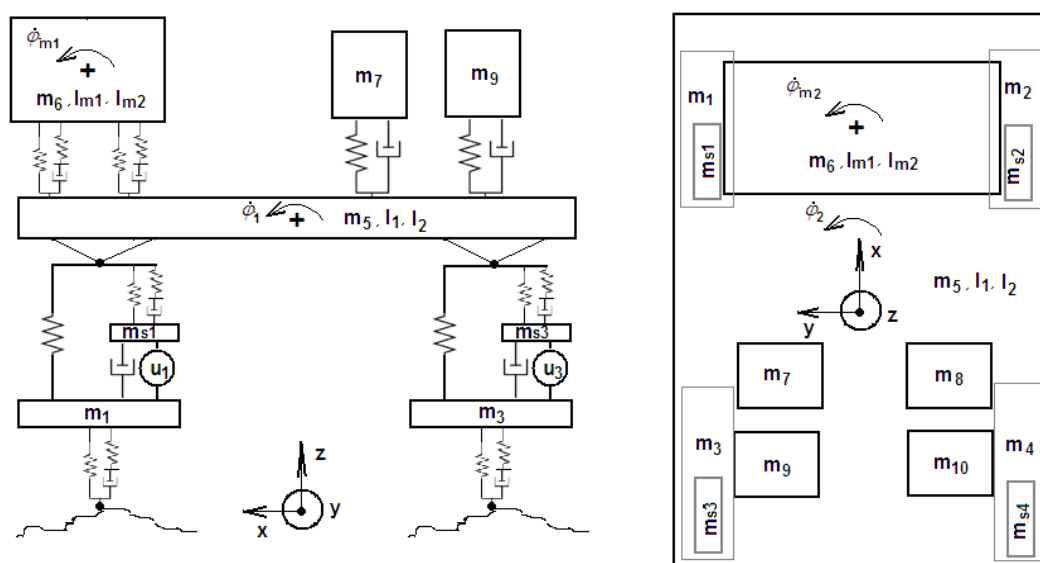 φ̇m1
m6, Im1, Im2
m7
m9
φ̇1
m5, I1, I2
ms1
u1
m1
ms3
u3
m3
z
y
x
m1
ms1
φ̇m2
m6, Im1, Im2
m2
ms2
φ̇2
x
y
z
m5, I1, I2
m7
m8
m3
ms3
m9
m10
m4
ms4